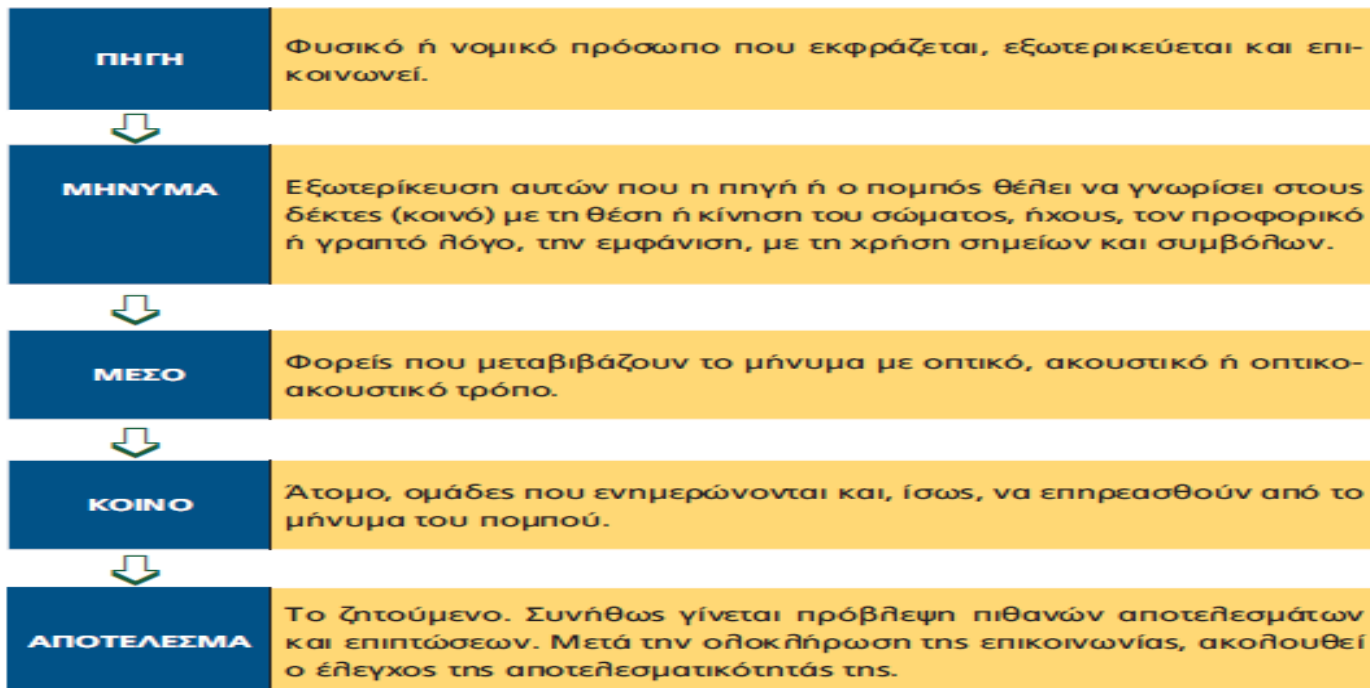 ΠΗΓΗ
Φυσικό ή νομικό πρόσωπο που εκφράζεται, εξωτερικεύεται και επι-
κοινωνεί.
ΜΗΝΥΜΑ
Εξωτερίκευση αυτών που η πηγή ή ο πομπός θέλει να γνωρίσει στους
δέκτες (κοινό) με τη θέση ή κίνηση του σώματος, ήχους, τον προφορικό
ή γραπτό λόγο, την εμφάνιση, με τη χρήση σημείων και συμβόλων.
ΜΕΣΟ
Φορείς που μεταβιβάζουν το μήνυμα με οπτικό, ακουστικό ή οπτικο-
ακουστικό τρόπο.
ΚΟΙΝΟ
Άτομο, ομάδες που ενημερώνονται και, ίσως, να επηρεασθούν από το
μήνυμα του πομπού.
ΑΠΟΤΕΛΕΣΜΑ
Το ζητούμενο. Συνήθως γίνεται πρόβλεψη πιθανών αποτελεσμάτων
και επιπτώσεων. Μετά την ολοκλήρωση της επικοινωνίας, ακολουθεί
ο έλεγχος της αποτελεσματικότητάς της.